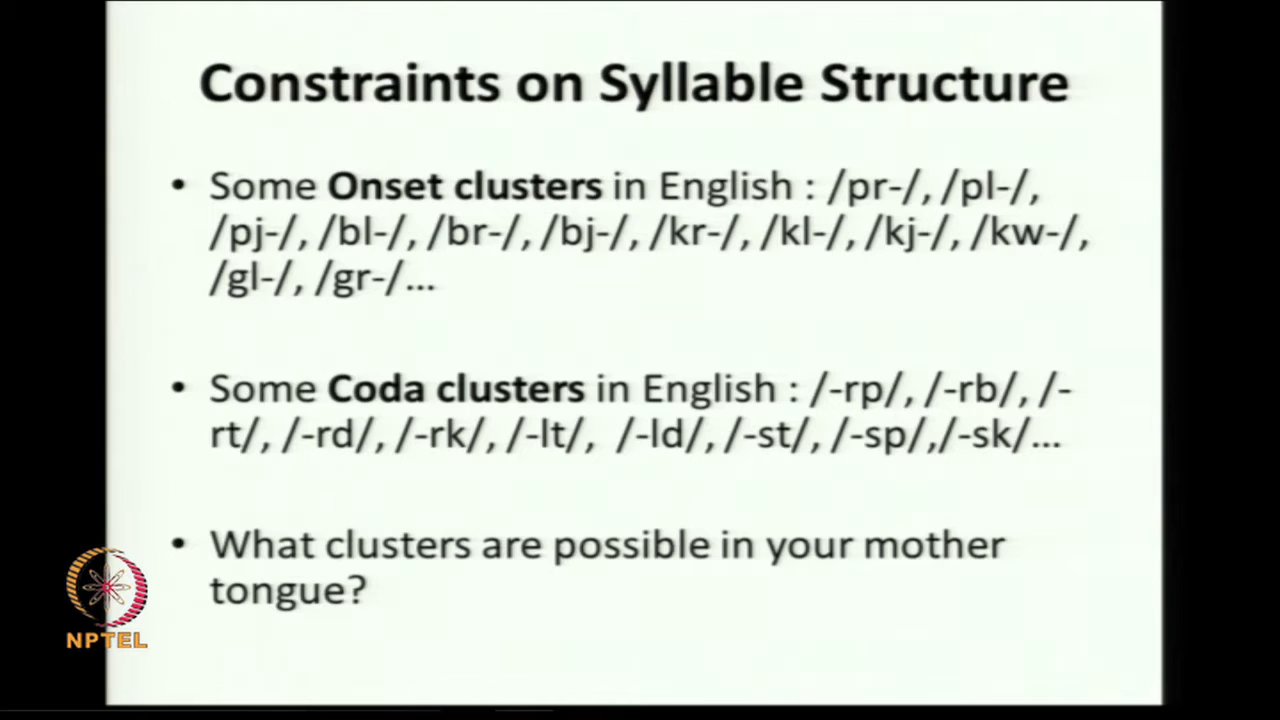 Constraints on Syllable Structure
• Some Onset clusters in English : /pr-/, /pl-/,
/pj-/, /bl-/, /br-/, /bj-/, /kr-/, /kl-/, /kj-/, /kw-/,
/gl-/, /gr-/...
• Some Coda clusters in English : /-rp/, /-rb/, /-
rt/, /-rd/, /-rk/, /-lt/, /-ld/, /-st/, /-sp/,/-sk/...
• What clusters are possible in your mother
tongue?
NPTEL